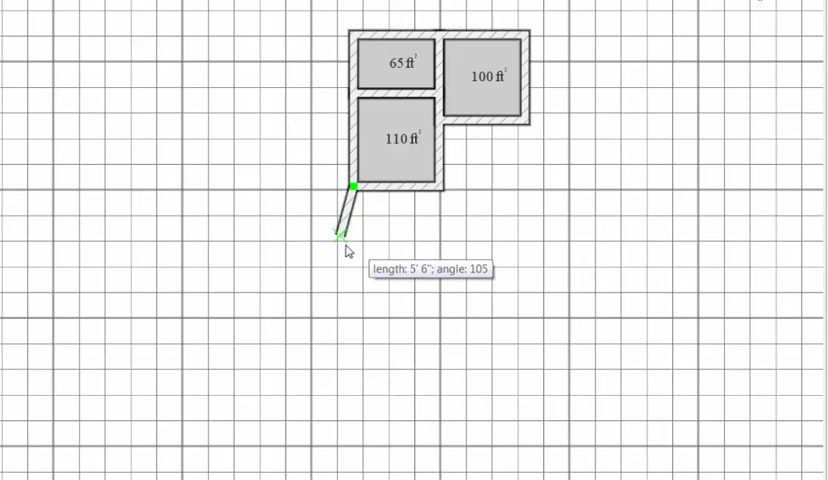 65 ft²
100 ft²
110 ft²
length: 5' 6"; angle: 105